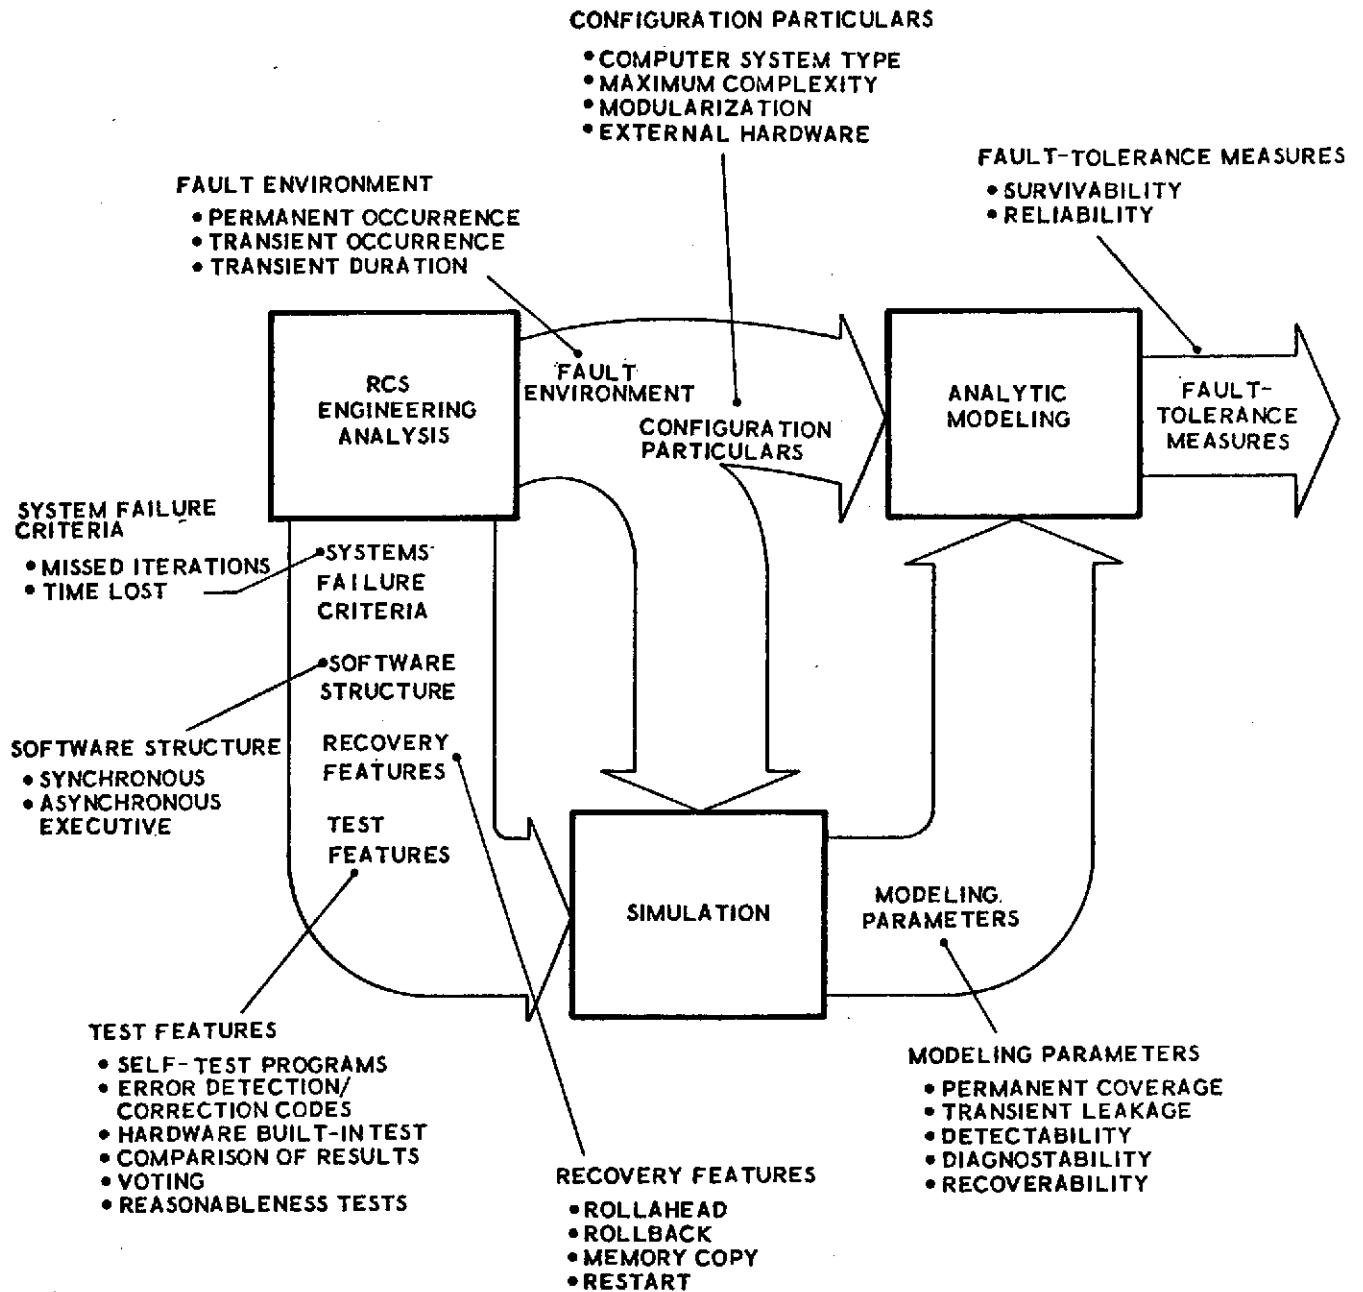 CONFIGURATION PARTICULARS
• COMPUTER SYSTEM TYPE
• MAXIMUM COMPLEXITY
• MODULARIZATION
• EXTERNAL HARDWARE
FAULT-TOLERANCE MEASURES
• SURVIVABILITY
• RELIABILITY
FAULT ENVIRONMENT
• PERMANENT OCCURRENCE
• TRANSIENT OCCURRENCE
• TRANSIENT DURATION
RCS
ENGINEERING
ANALYSIS
FAULT
ENVIRONMENT
CONFIGURATION
PARTICULARS
ANALYTIC
MODELING
FAULT-
TOLERANCE
MEASURES
SYSTEM FAILURE
CRITERIA
• MISSED ITERATIONS
• TIME LOST
SYSTEMS
FAILURE
CRITERIA
SOFTWARE
STRUCTURE
RECOVERY
FEATURES
TEST
FEATURES
SOFTWARE STRUCTURE
• SYNCHRONOUS
• ASYNCHRONOUS
EXECUTIVE
SIMULATION
MODELING
PARAMETERS
TEST FEATURES
• SELF-TEST PROGRAMS
• ERROR DETECTION/
CORRECTION CODES
• HARDWARE BUILT-IN TEST
• COMPARISON OF RESULTS
• VOTING
• REASONABLENESS TESTS
RECOVERY FEATURES
• ROLLAHEAD
• ROLLBACK
• MEMORY COPY
• RESTART
MODELING PARAMETERS
• PERMANENT COVERAGE
• TRANSIENT LEAKAGE
• DETECTABILITY
• DIAGNOSTABILITY
• RECOVERABILITY